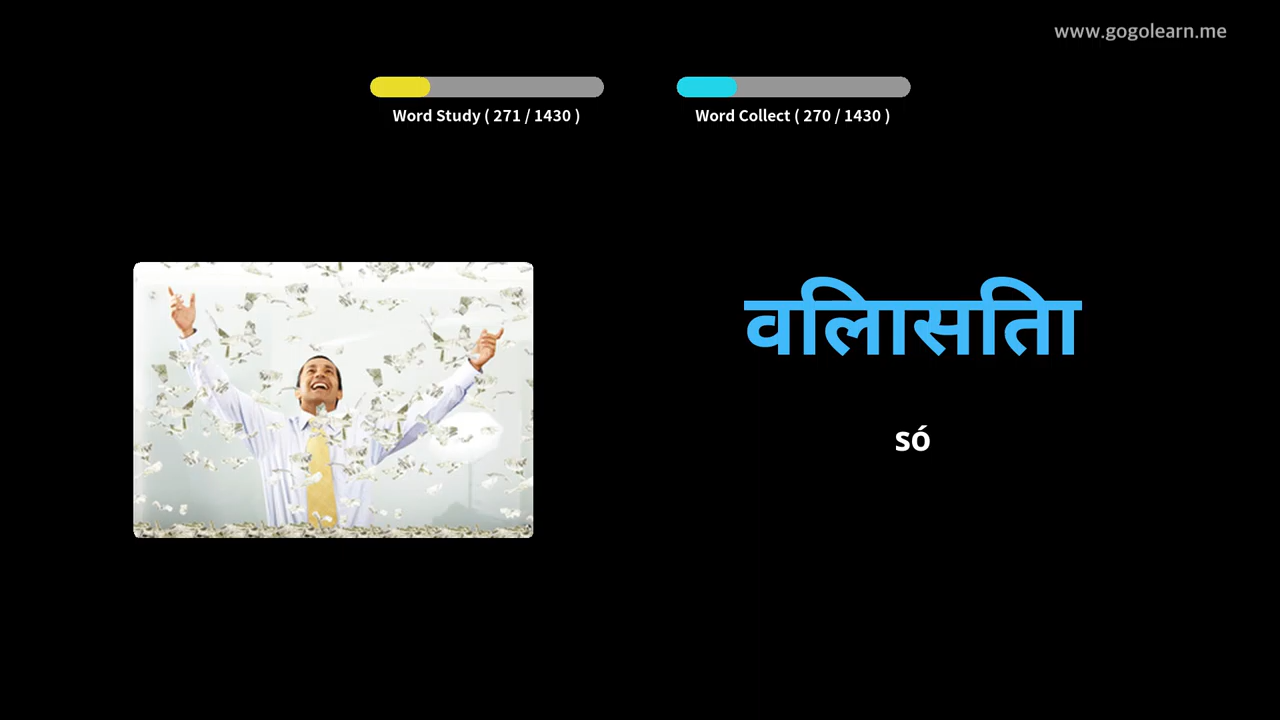 www.gogolearn.me
Word Study ( 271 / 1430 )
Word Collect ( 270 / 1430 )
वलिासतिा
só